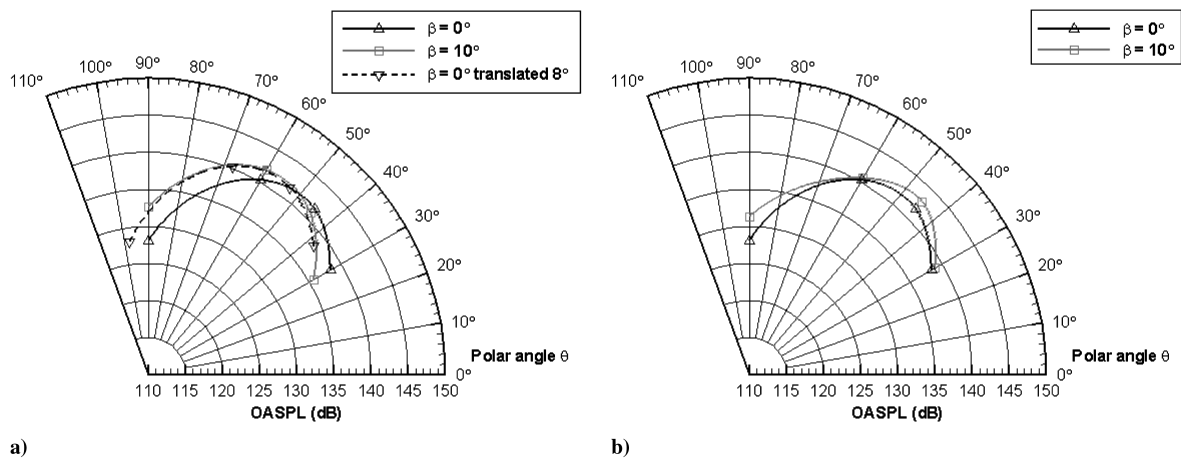 β = 0°
β = 10°
β = 0° translated 8°
110°
100°
90°
80°
70°
60°
50°
40°
30°
20°
10°
0°
Polar angle θ
110 120 125 130 135 140 145 150
OASPL (dB)
a)
β = 0°
β = 10°
110°
100°
90°
80°
70°
60°
50°
40°
30°
20°
10°
0°
Polar angle θ
110 115 120 125 130 135 140 145 150
OASPL (dB)
b)